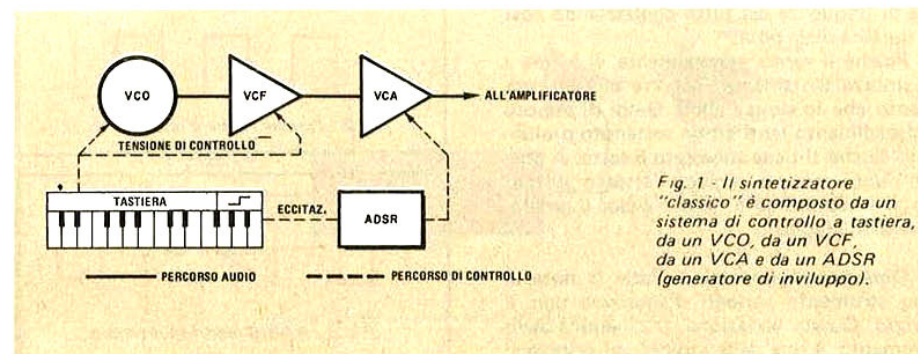 VCO
VCF
VCA
ALL'AMPLIFICATORE
TENSIONE DI CONTROLLO
TASTIERA
ECCITAZ.
ADSR
PERCORSO AUDIO
PERCORSO DI CONTROLLO
Fig. 1 - Il sintetizzatore
"classico" è composto da un
sistema di controllo a tastiera,
da un VCO, da un VCF,
da un VCA e da un ADSR
(generatore di inviluppo).